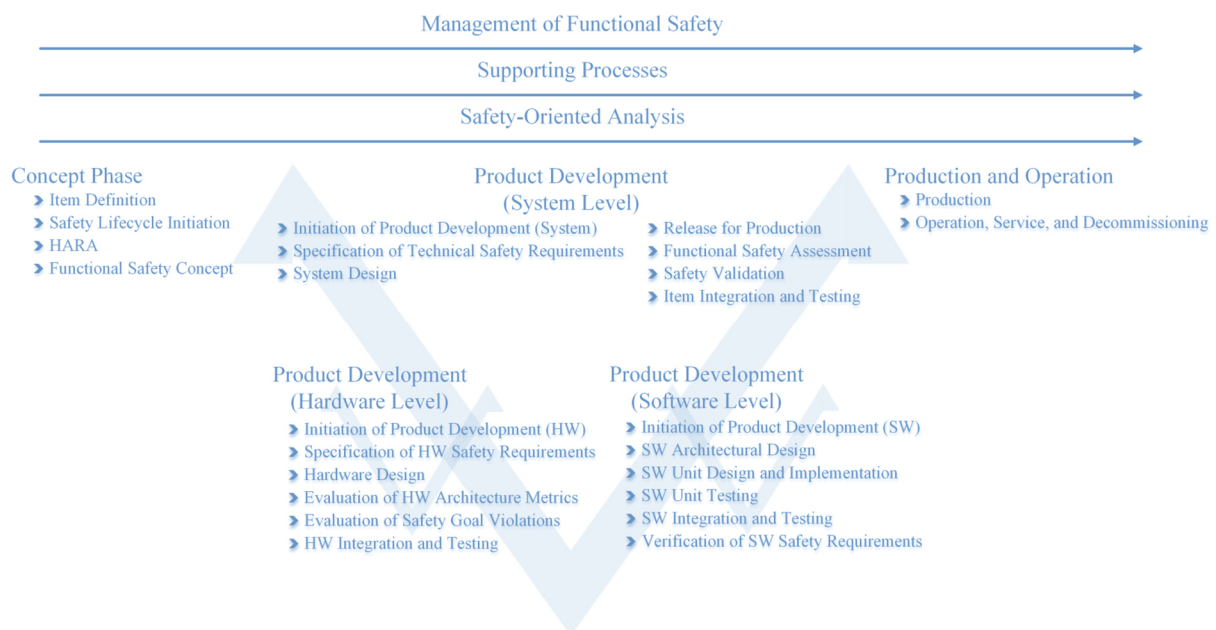 Management of Functional Safety
Supporting Processes
Safety-Oriented Analysis
Concept Phase
Item Definition
Safety Lifecycle Initiation
HARA
Functional Safety Concept
Product Development
(System Level)
Initiation of Product Development (System)
Specification of Technical Safety Requirements
System Design
Release for Production
Functional Safety Assessment
Safety Validation
Item Integration and Testing
Production and Operation
Production
Operation, Service, and Decommissioning
Product Development
(Hardware Level)
Initiation of Product Development (HW)
Specification of HW Safety Requirements
Hardware Design
Evaluation of HW Architecture Metrics
Evaluation of Safety Goal Violations
HW Integration and Testing
Product Development
(Software Level)
Initiation of Product Development (SW)
SW Architectural Design
SW Unit Design and Implementation
SW Unit Testing
SW Integration and Testing
Verification of SW Safety Requirements